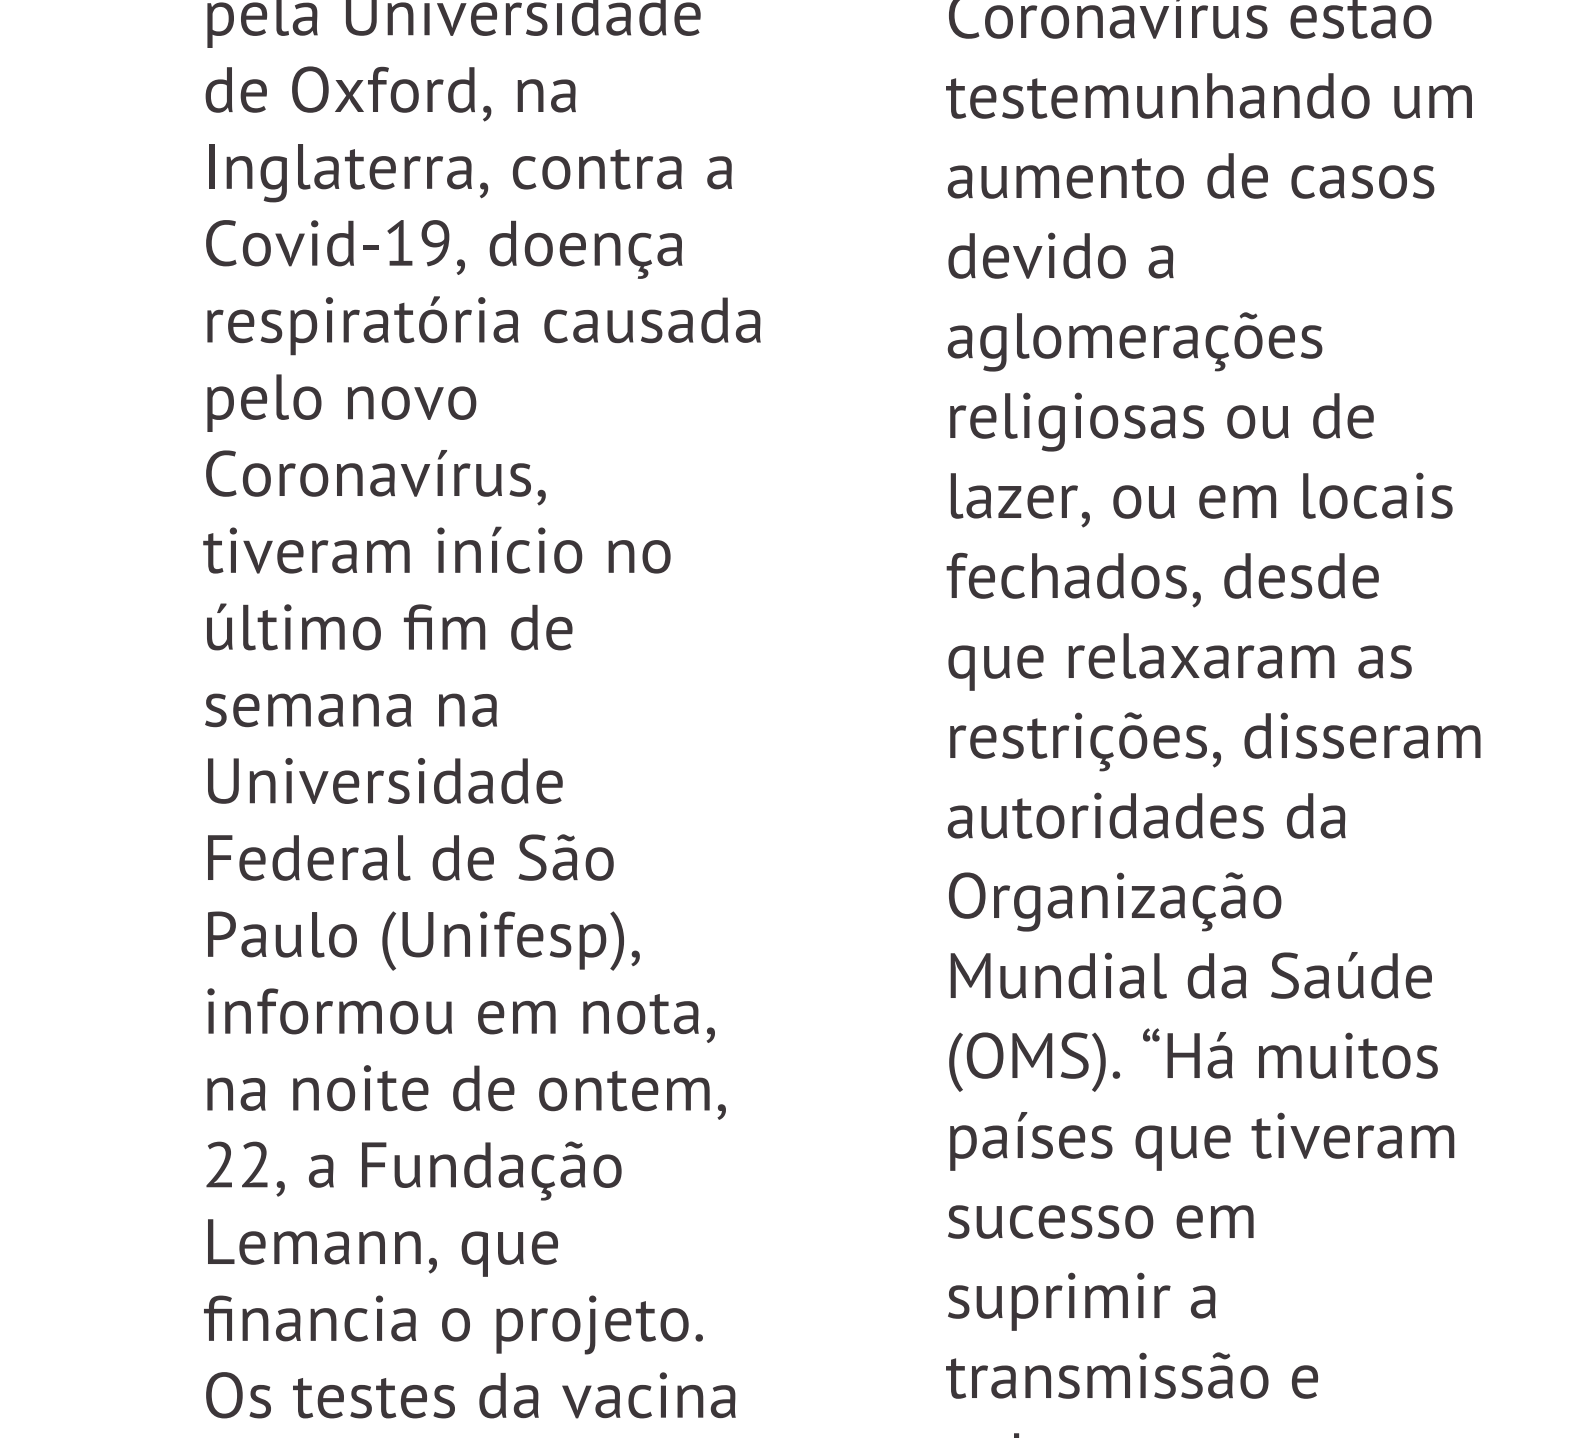 pela Universidade
de Oxford, na
Inglaterra, contra a
Covid-19, doença
respiratória causada
pelo novo
Coronavírus,
tiveram início no
último fim de
semana na
Universidade
Federal de São
Paulo (Unifesp),
informou em nota,
na noite de ontem,
22, a Fundação
Lemann, que
financia o projeto.
Os testes da vacina
Coronavírus estão
testemunhando um
aumento de casos
devido a
aglomerações
religiosas ou de
lazer, ou em locais
fechados, desde
que relaxaram as
restrições, disseram
autoridades da
Organização
Mundial da Saúde
(OMS). “Há muitos
países que tiveram
sucesso em
suprimir a
transmissão e